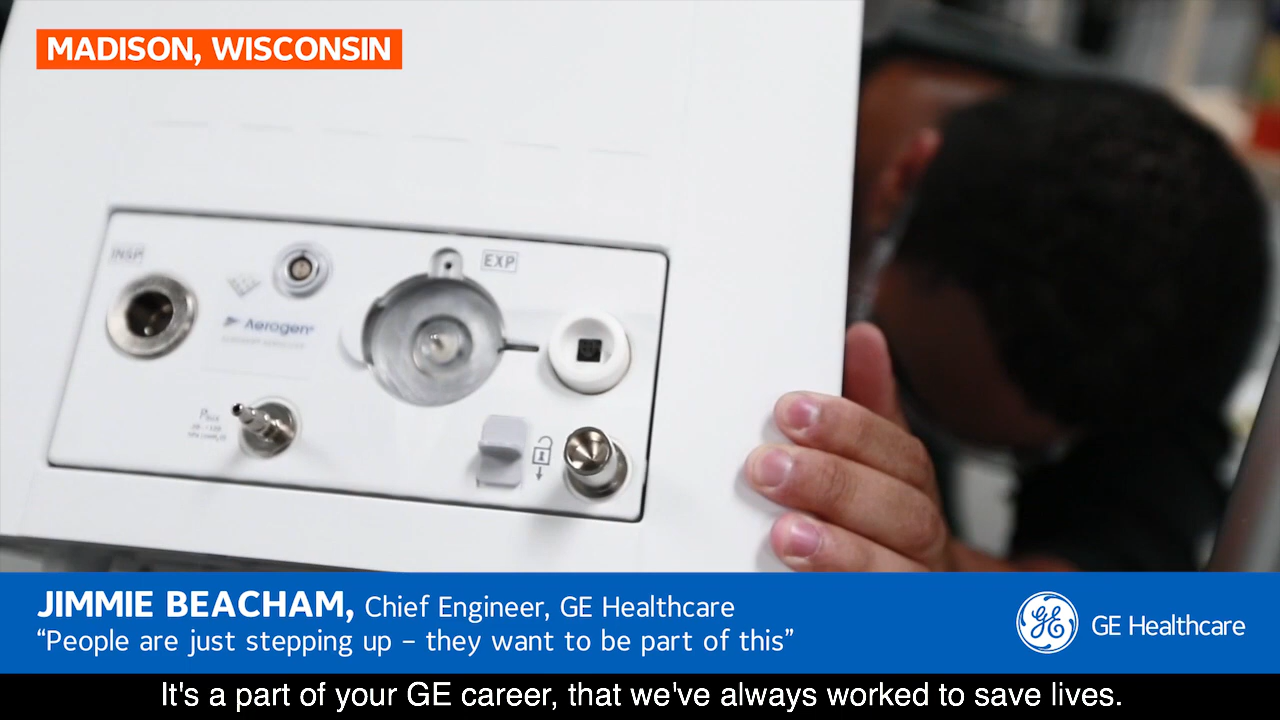 MADISON, WISCONSIN
INSP
EXP
Aerogen
JIMMIE BEACHAM, Chief Engineer, GE Healthcare
“People are just stepping up – they want to be part of this”
GE Healthcare
It's a part of your GE career, that we've always worked to save lives.